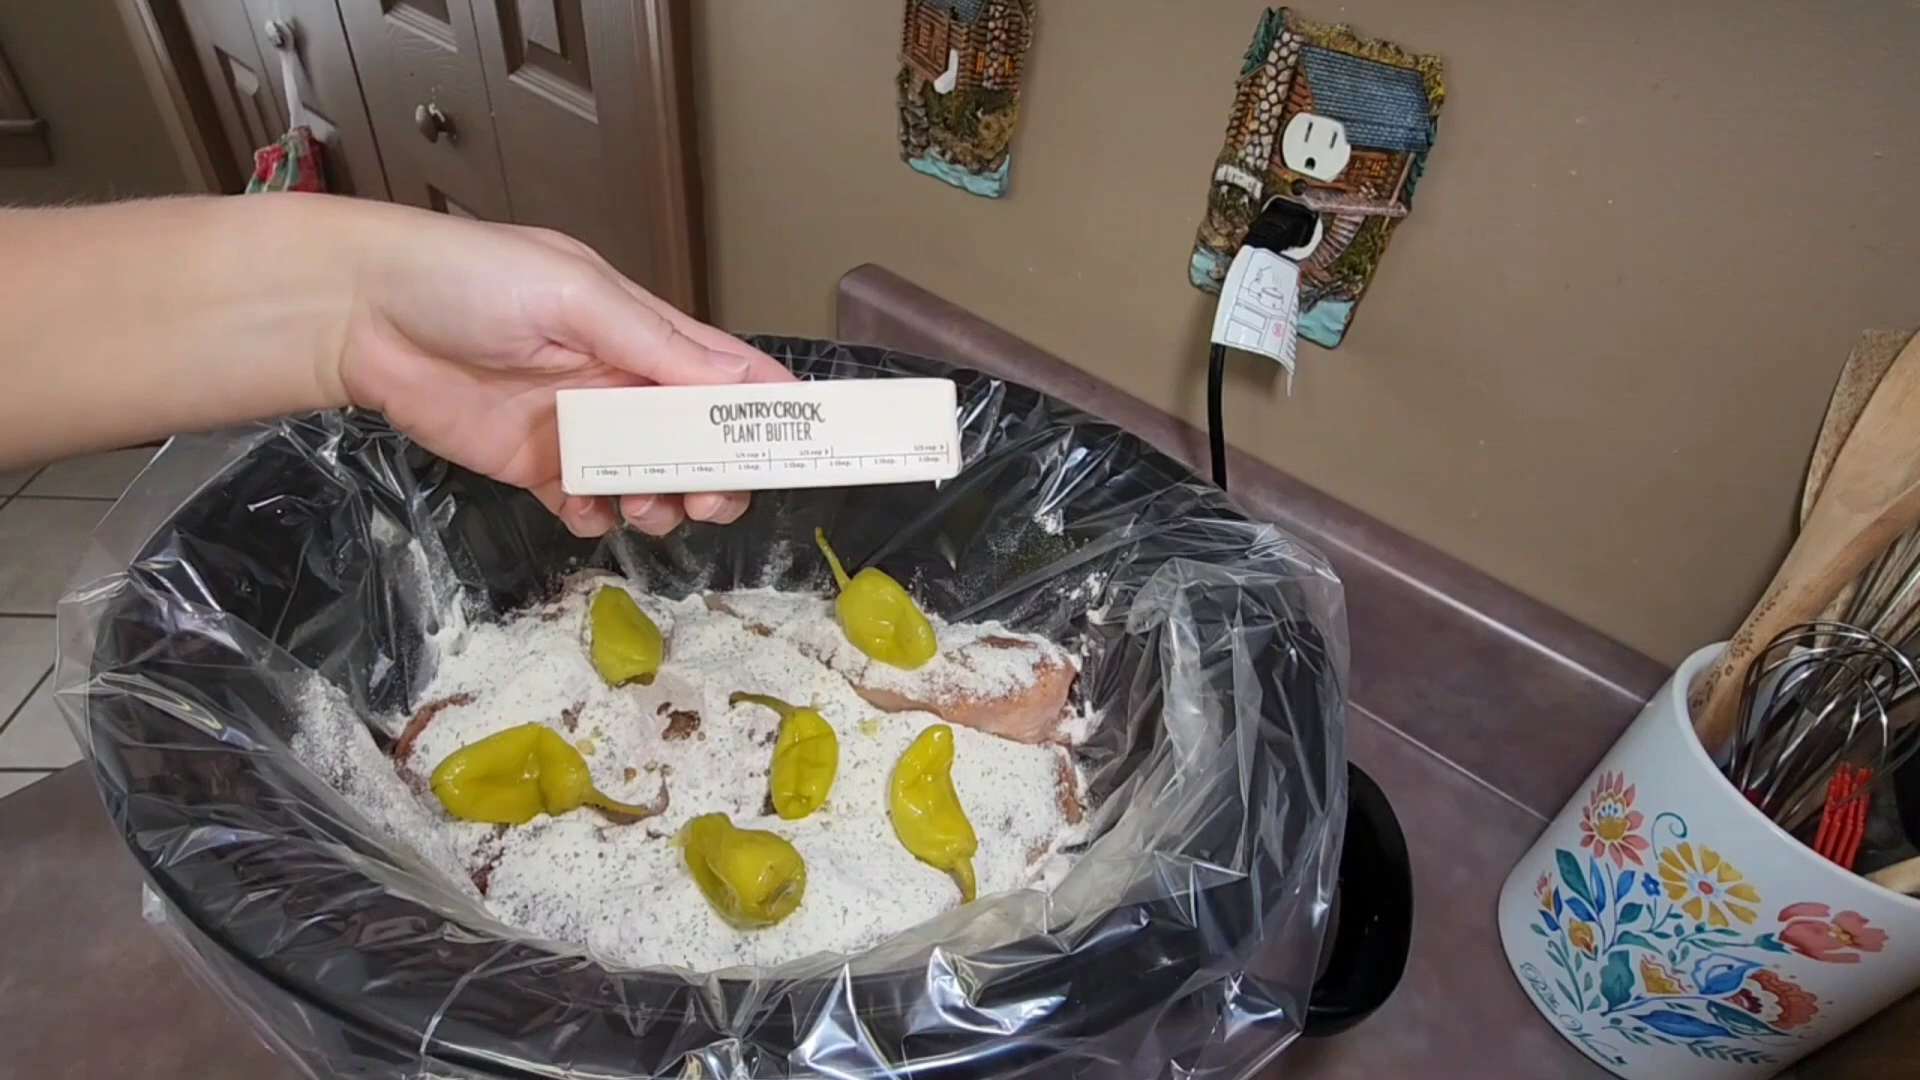 COUNTRY CROCK
PLANT BUTTER
1/4 cup 1/3 cup 1/2 cup
1 tbsp. 1 tbsp. 1 tbsp. 1 tbsp. 1 tbsp. 1 tbsp. 1 tbsp. 1 tbsp.